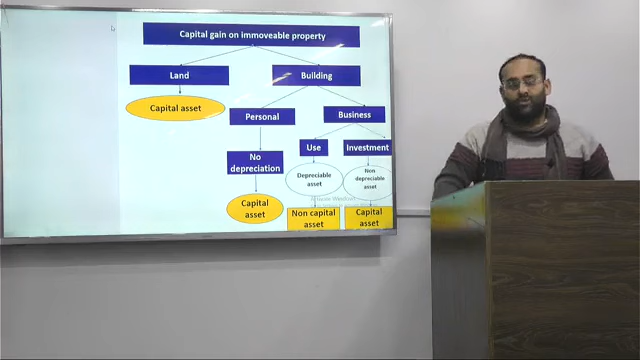 Capital gain on immoveable property
Land
Building
Capital asset
Personal
Business
No
depreciation
Use
Investment
Depreciable
asset
Non
depreciable
asset
Capital
asset
Non capital
asset
Capital
asset